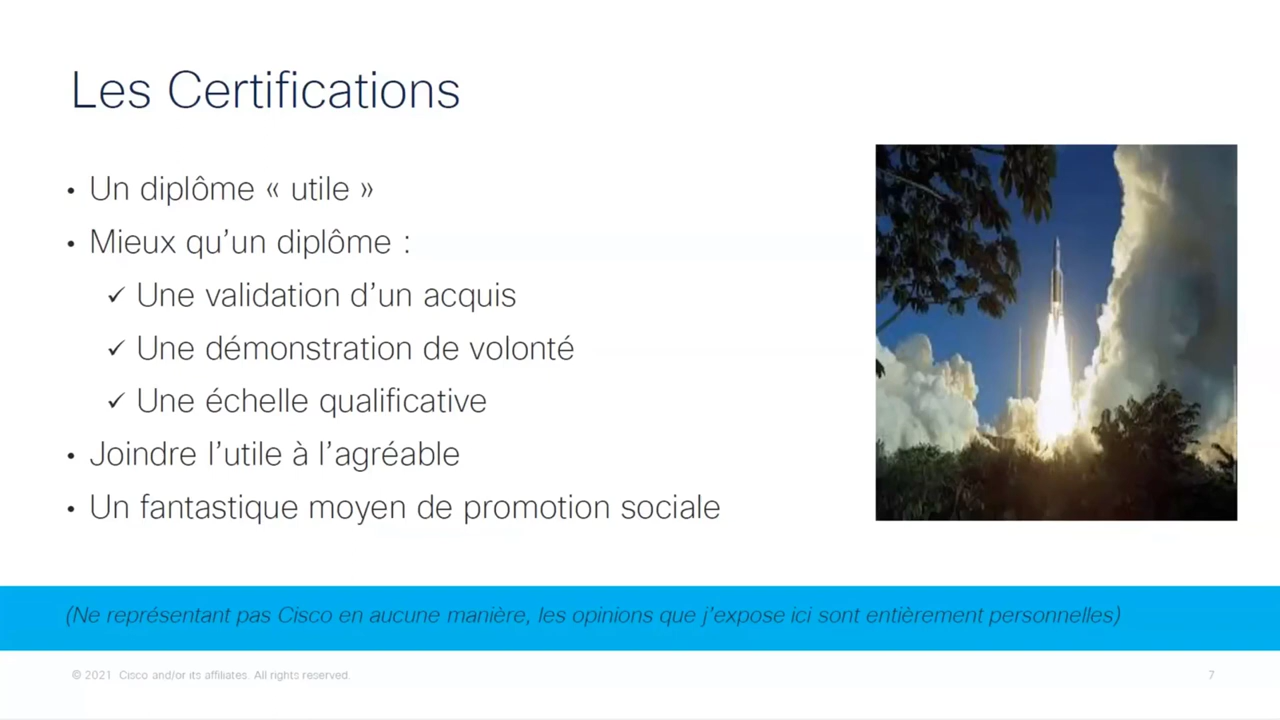 Les Certifications
• Un diplôme « utile »
• Mieux qu’un diplôme :
✓ Une validation d’un acquis
✓ Une démonstration de volonté
✓ Une échelle qualificative
• Joindre l’utile à l’agréable
• Un fantastique moyen de promotion sociale
(Ne représentant pas Cisco en aucune manière, les opinions que j’expose ici sont entièrement personnelles)
© 2021 Cisco and/or its affiliates. All rights reserved.
7